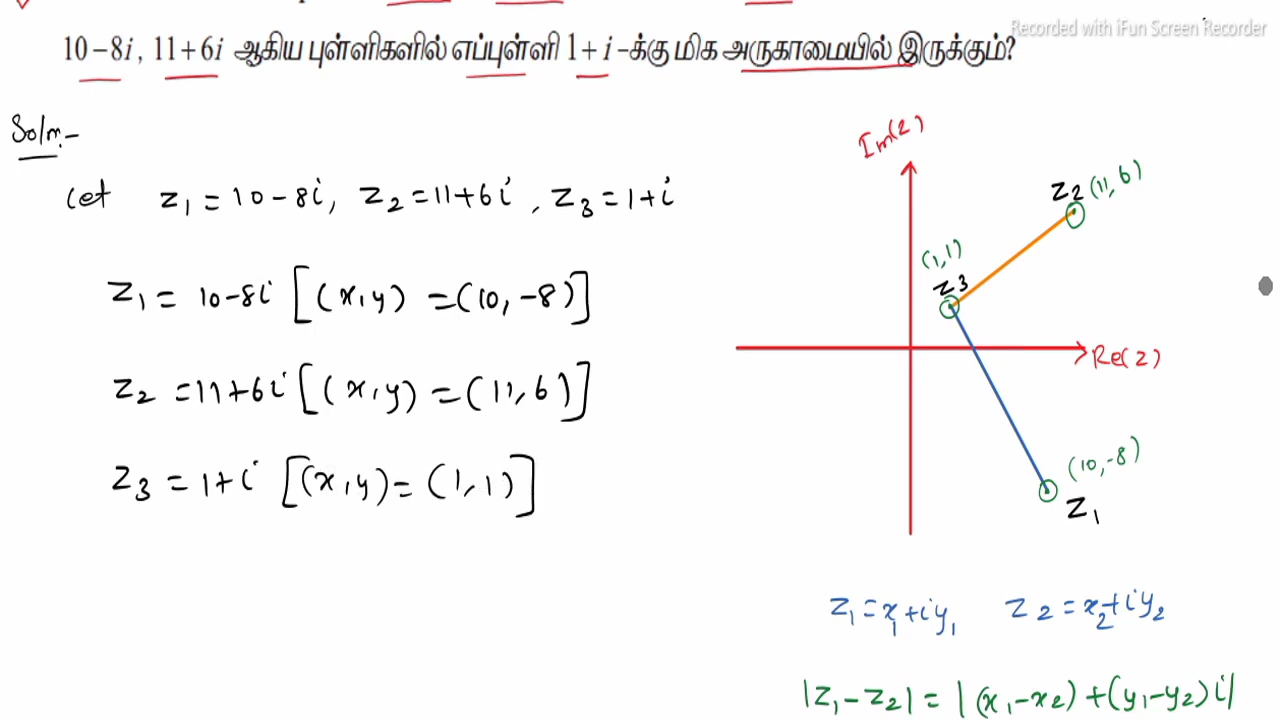 Recorded with iFun Screen Recorder
10 – 8i, 11 + 6i ஆகிய புள்ளிகளில் எப்புள்ளி 1 + i -க்கு மிக அருகாமையில் இருக்கும்?
Soln:-
Let z₁ = 10 - 8i, z₂ = 11 + 6i, z₃ = 1 + i
z₁ = 10 - 8i [(x, y) = (10, -8)]
z₂ = 11 + 6i [(x, y) = (11, 6)]
z₃ = 1 + i [(x, y) = (1, 1)]
Im(z)
z₂ (11, 6)
(1, 1)
z₃
Re(z)
(10, -8)
z₁
z₁ = x₁ + iy₁ z₂ = x₂ + iy₂
|z₁ - z₂| = |(x₁ - x₂) + (y₁ - y₂)i|